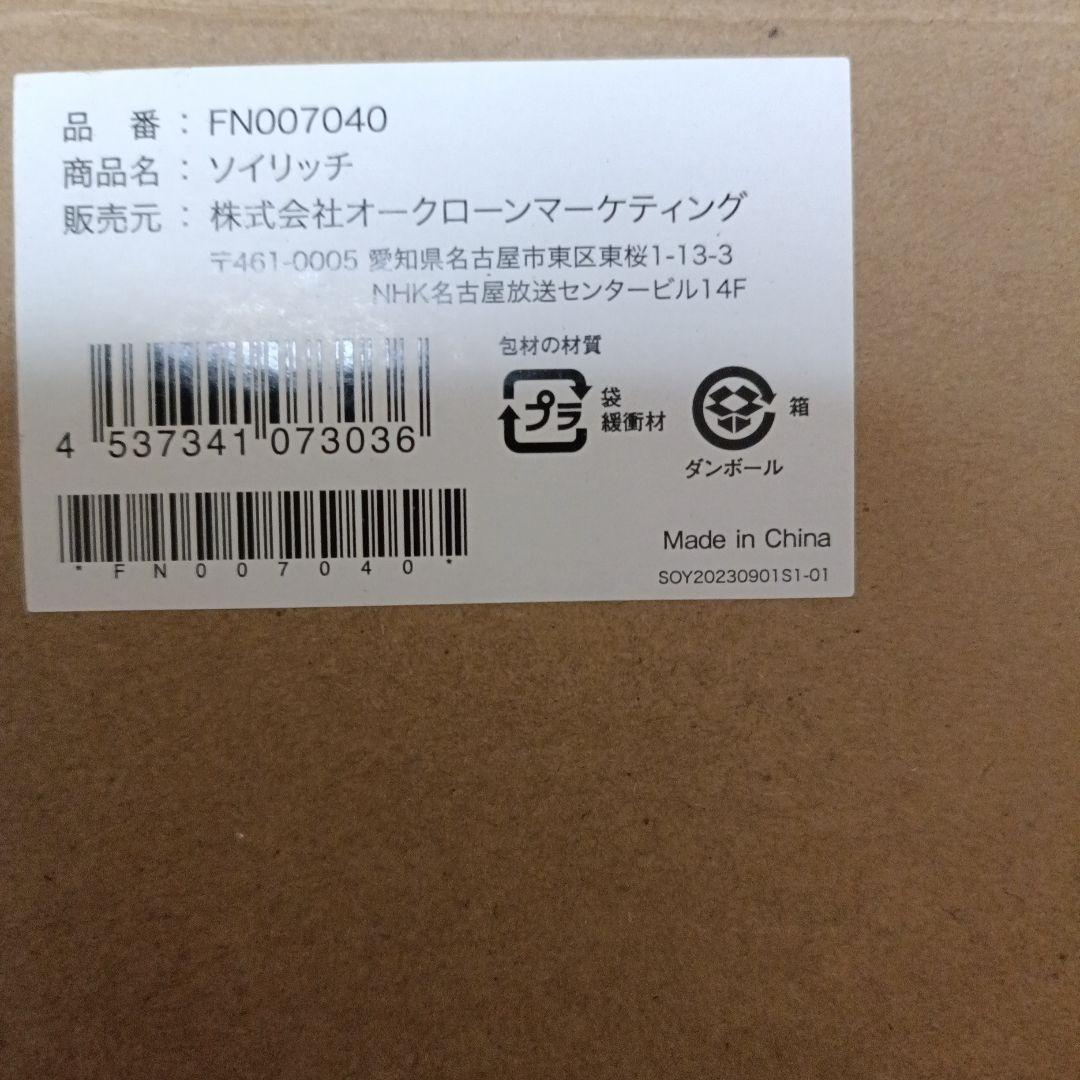 品　番 : FN007040
商品名 : ソイリッチ
販売元 : 株式会社オークローンマーケティング
〒461-0005 愛知県名古屋市東区東桜1-13-3
NHK名古屋放送センタービル14F
包材の材質
プラ 袋
緩衝材
箱
ダンボール
4 537341 073036
*FN007040*
Made in China
SOY20230901S1-01